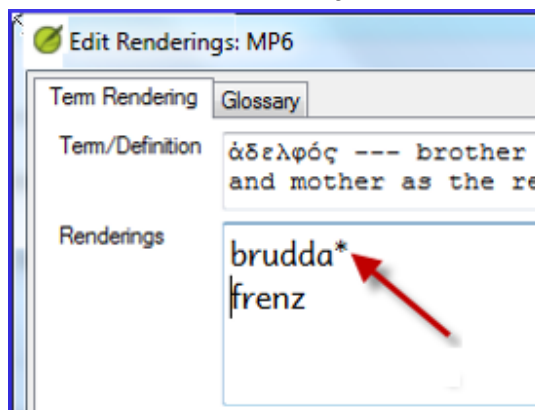 Edit Renderings: MP6
Term Rendering
Glossary
Term/Definition
ἀδελφός --- brother
and mother as the re
Renderings
brudda*
frenz